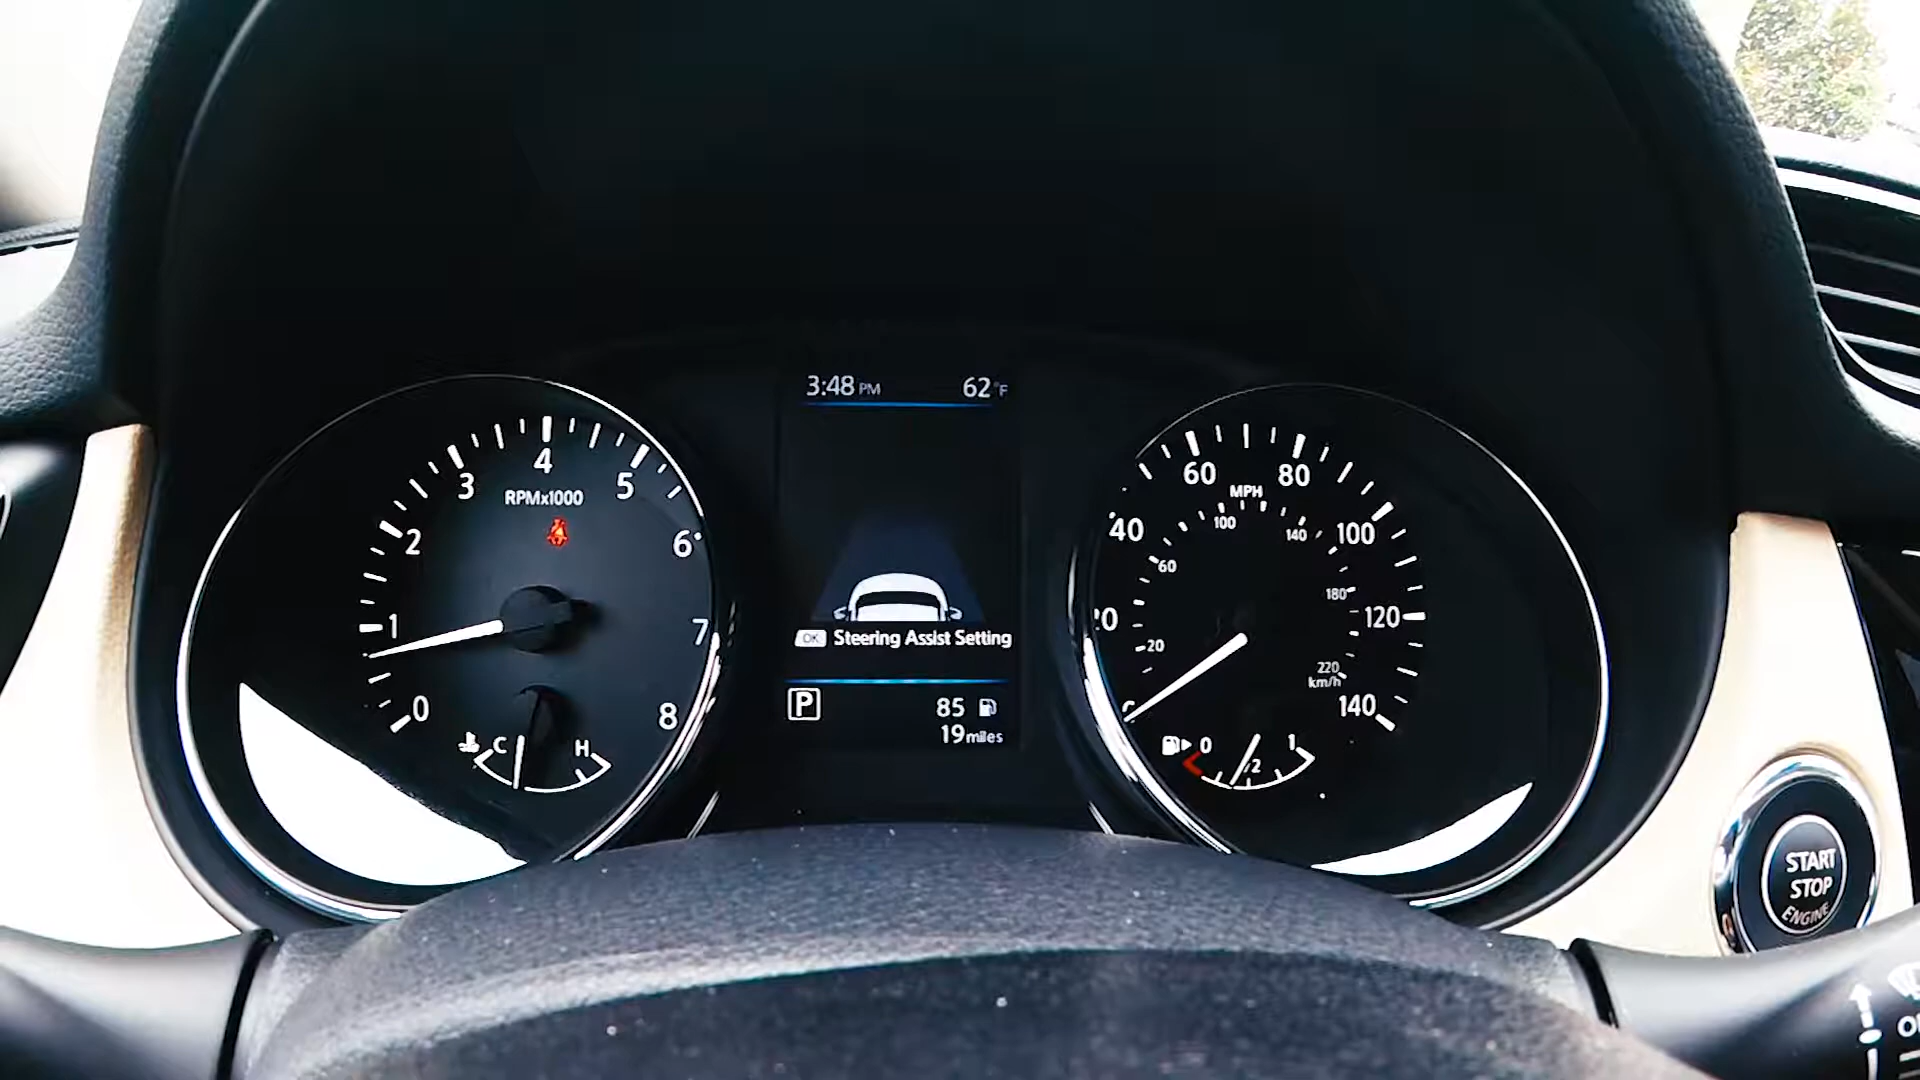 3:48 PM 62°F
4
3
5
RPMx1000
2
6
1
7
0
8
C H
OK Steering Assist Setting
P
85
19 miles
60 80
MPH
40
100
100
140
60
180
20
120
20
220
km/h
140
0 1
START
STOP
ENGINE